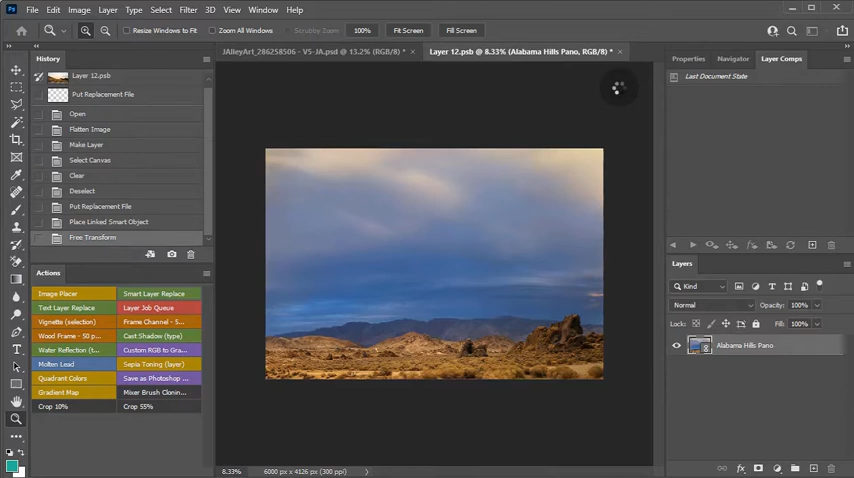 Ps File Edit Image Layer Type Select Filter 3D View Window Help
Resize Windows to Fit Zoom All Windows Scrubby Zoom 100% Fit Screen Fill Screen
History
JAlleyArt_286258506 - V5-JA.psd @ 13.2% (RGB/8) * ×
Layer 12.psb @ 8.33% (Alabama Hills Pano, RGB/8) * ×
Properties Navigator Layer Comps
Layer 12.psb
Last Document State
Put Replacement File
Open
Flatten Image
Make Layer
Select Canvas
Clear
Deselect
Put Replacement File
Place Linked Smart Object
Free Transform
Actions
Layers
Image Placer Smart Layer Replace
Kind
Text Layer Replace Layer Job Queue
Normal Opacity: 100%
Vignette (selection) Frame Channel - S...
Lock: Fill: 100%
Wood Frame - 50 p... Cast Shadow (type)
Alabama Hills Pano
Water Reflection (t... Custom RGB to Gra...
Molten Lead Sepia Toning (layer)
Quadrant Colors Save as Photoshop ...
Gradient Map Mixer Brush Clonin...
Crop 10% Crop 55%
8.33% 6000 px x 4126 px (300 ppi)
fx